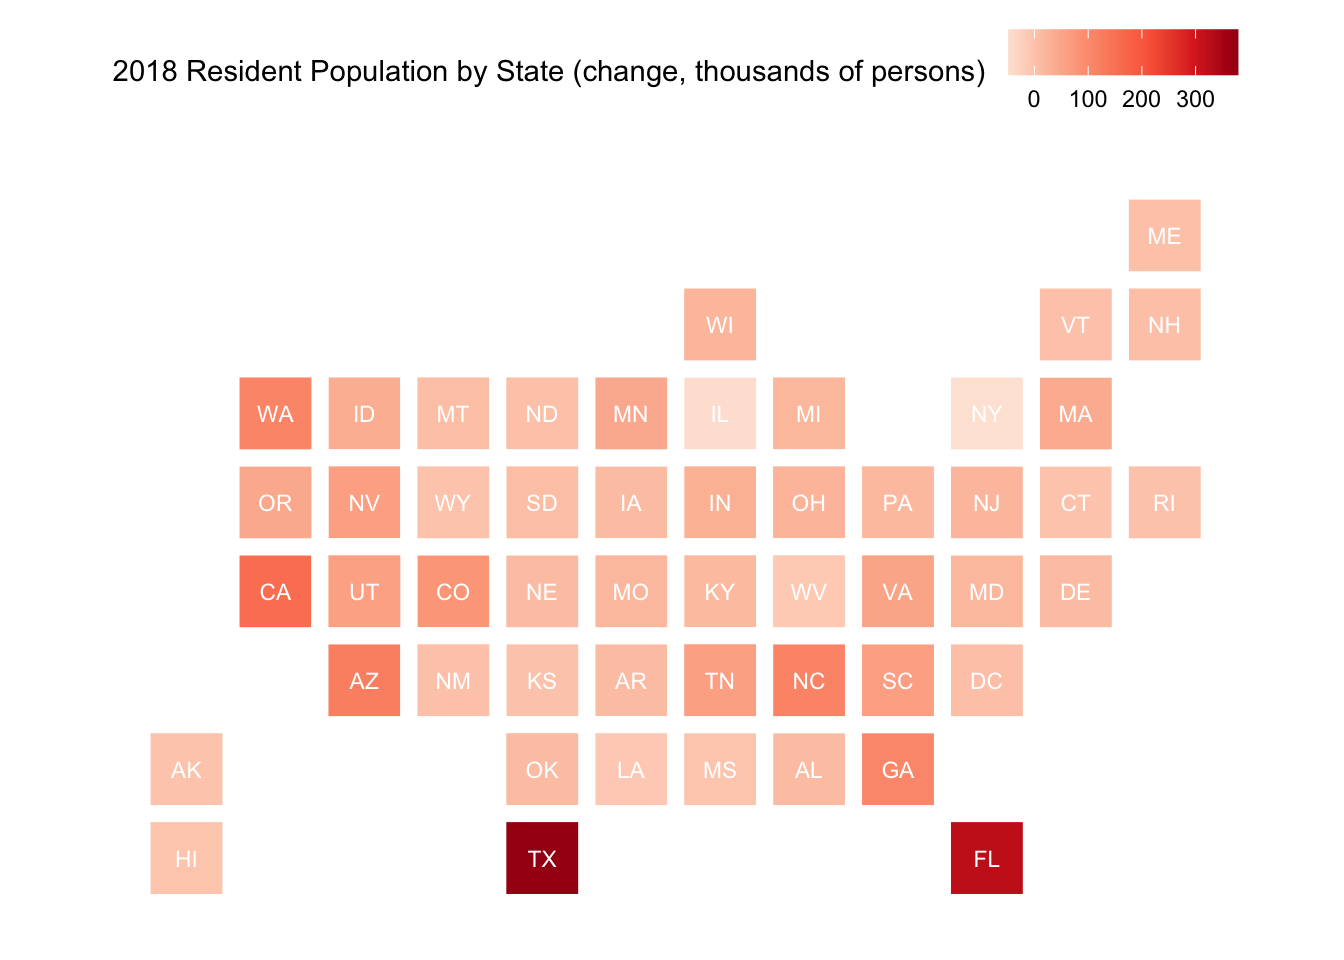 2018 Resident Population by State (change, thousands of persons)
0 100 200 300
ME
WI VT NH
WA ID MT ND MN IL MI NY MA
OR NV WY SD IA IN OH PA NJ CT RI
CA UT CO NE MO KY WV VA MD DE
AZ NM KS AR TN NC SC DC
AK OK LA MS AL GA
HI TX FL